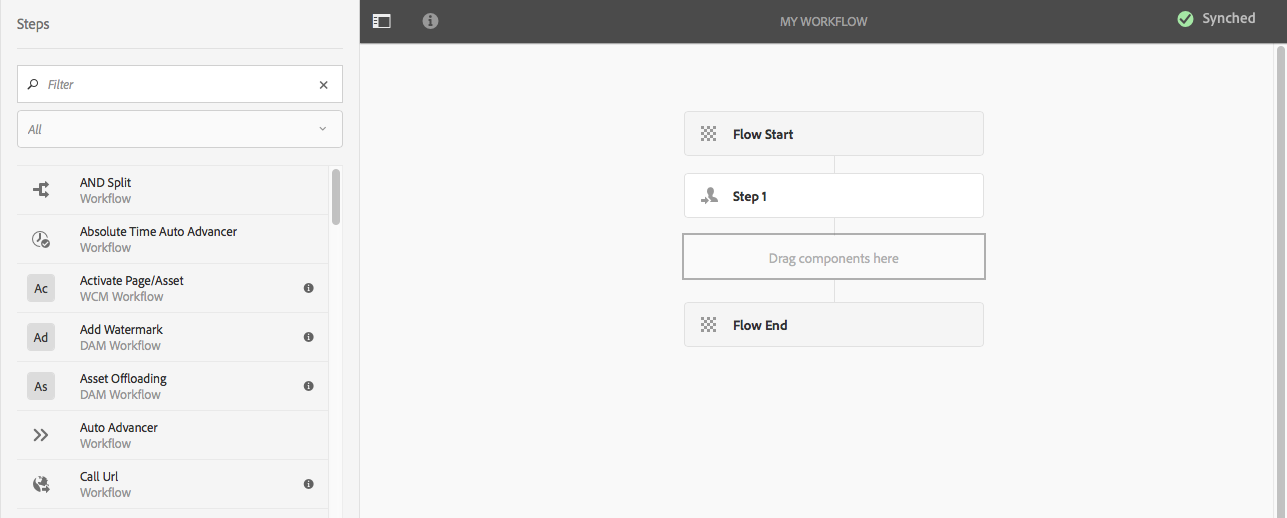 Steps
Filter
All
AND Split
Workflow
Absolute Time Auto Advancer
Workflow
Ac
Activate Page/Asset
WCM Workflow
Ad
Add Watermark
DAM Workflow
As
Asset Offloading
DAM Workflow
Auto Advancer
Workflow
Call Url
Workflow
MY WORKFLOW
Synched
Flow Start
Step 1
Drag components here
Flow End